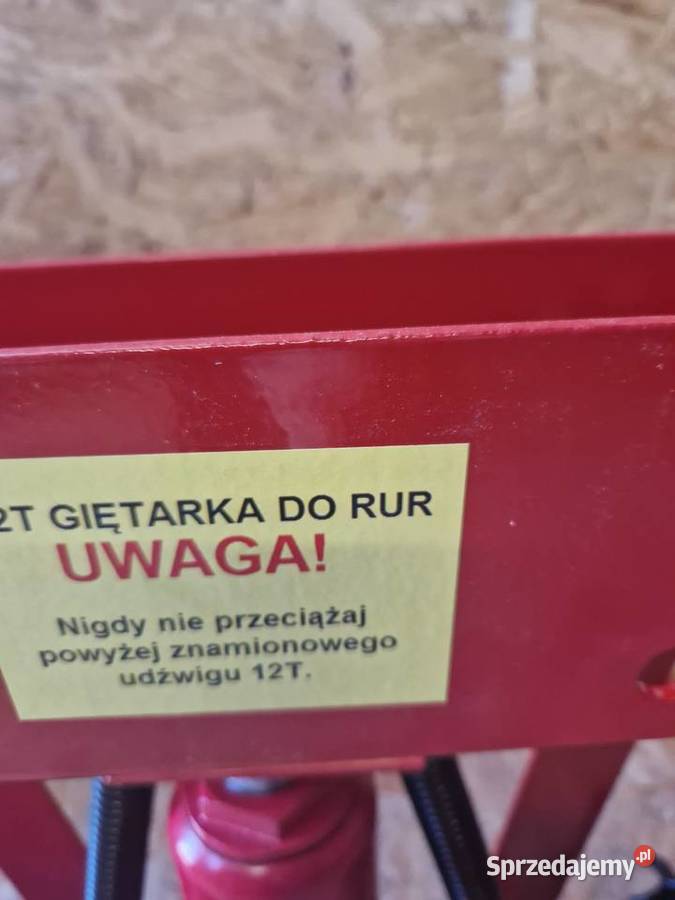 2T GIĘTARKA DO RUR
UWAGA!
Nigdy nie przeciążaj
powyżej znamionowego
udźwigu 12T.
Sprzedajemy.pl